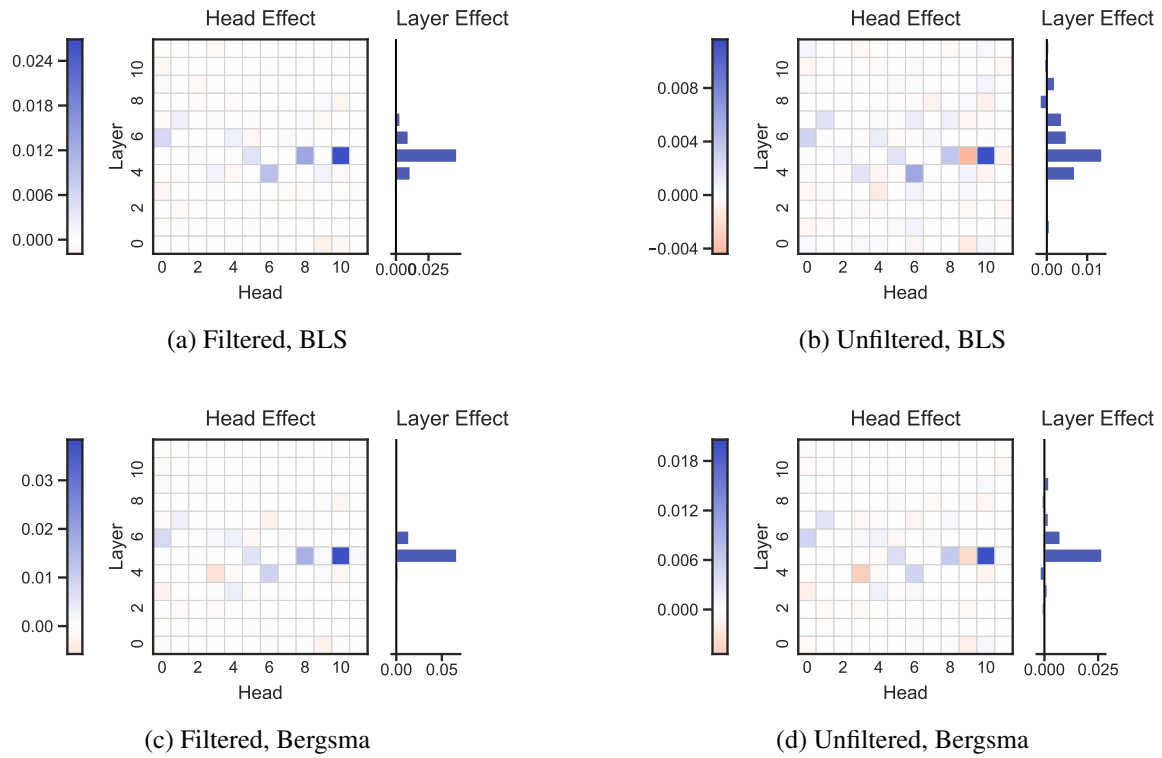 Head Effect Layer Effect
0.024
0.018
0.012
0.006
0.000
Layer
10
8
6
4
2
0
0 2 4 6 8 10
Head
0.000 0.025
(a) Filtered, BLS
Head Effect Layer Effect
0.008
0.004
0.000
−0.004
Layer
10
8
6
4
2
0
0 2 4 6 8 10
Head
0.00 0.01
(b) Unfiltered, BLS
Head Effect Layer Effect
0.03
0.02
0.01
0.00
Layer
10
8
6
4
2
0
0 2 4 6 8 10
Head
0.00 0.05
(c) Filtered, Bergsma
Head Effect Layer Effect
0.018
0.012
0.006
0.000
Layer
10
8
6
4
2
0
0 2 4 6 8 10
Head
0.000 0.025
(d) Unfiltered, Bergsma